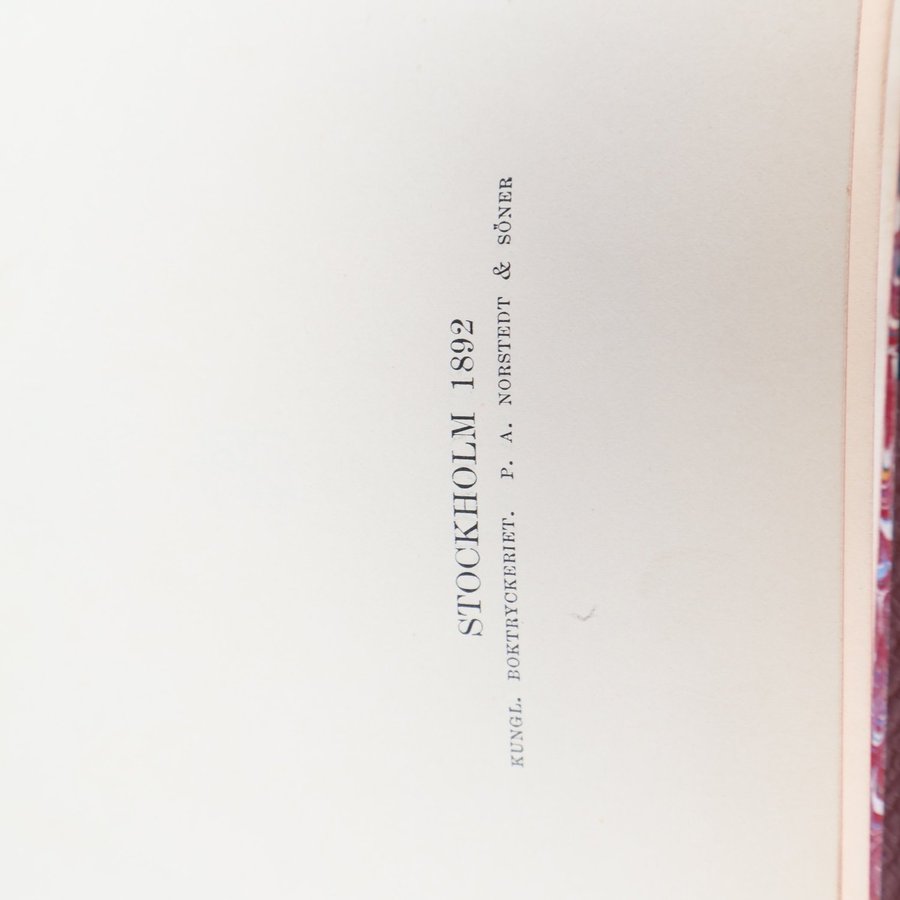 STOCKHOLM 1892
KUNGL. BOKTRYCKERIET. P. A. NORSTEDT & SÖNER